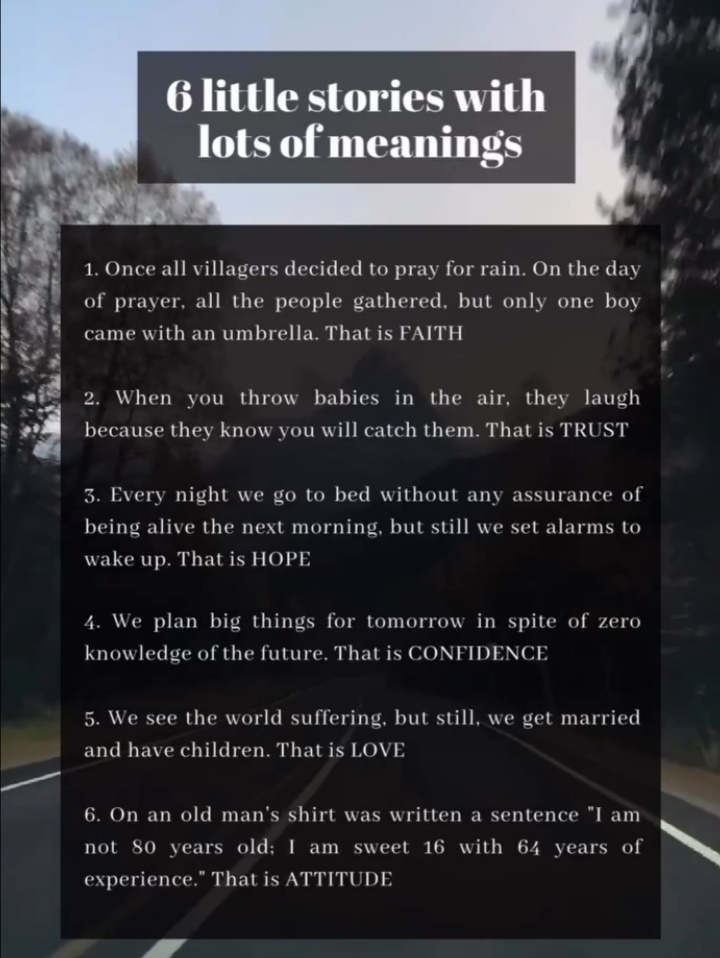 6 little stories with
lots of meanings
1. Once all villagers decided to pray for rain. On the day
of prayer, all the people gathered, but only one boy
came with an umbrella. That is FAITH
2. When you throw babies in the air, they laugh
because they know you will catch them. That is TRUST
3. Every night we go to bed without any assurance of
being alive the next morning, but still we set alarms to
wake up. That is HOPE
4. We plan big things for tomorrow in spite of zero
knowledge of the future. That is CONFIDENCE
5. We see the world suffering, but still, we get married
and have children. That is LOVE
6. On an old man's shirt was written a sentence "I am
not 80 years old; I am sweet 16 with 64 years of
experience." That is ATTITUDE